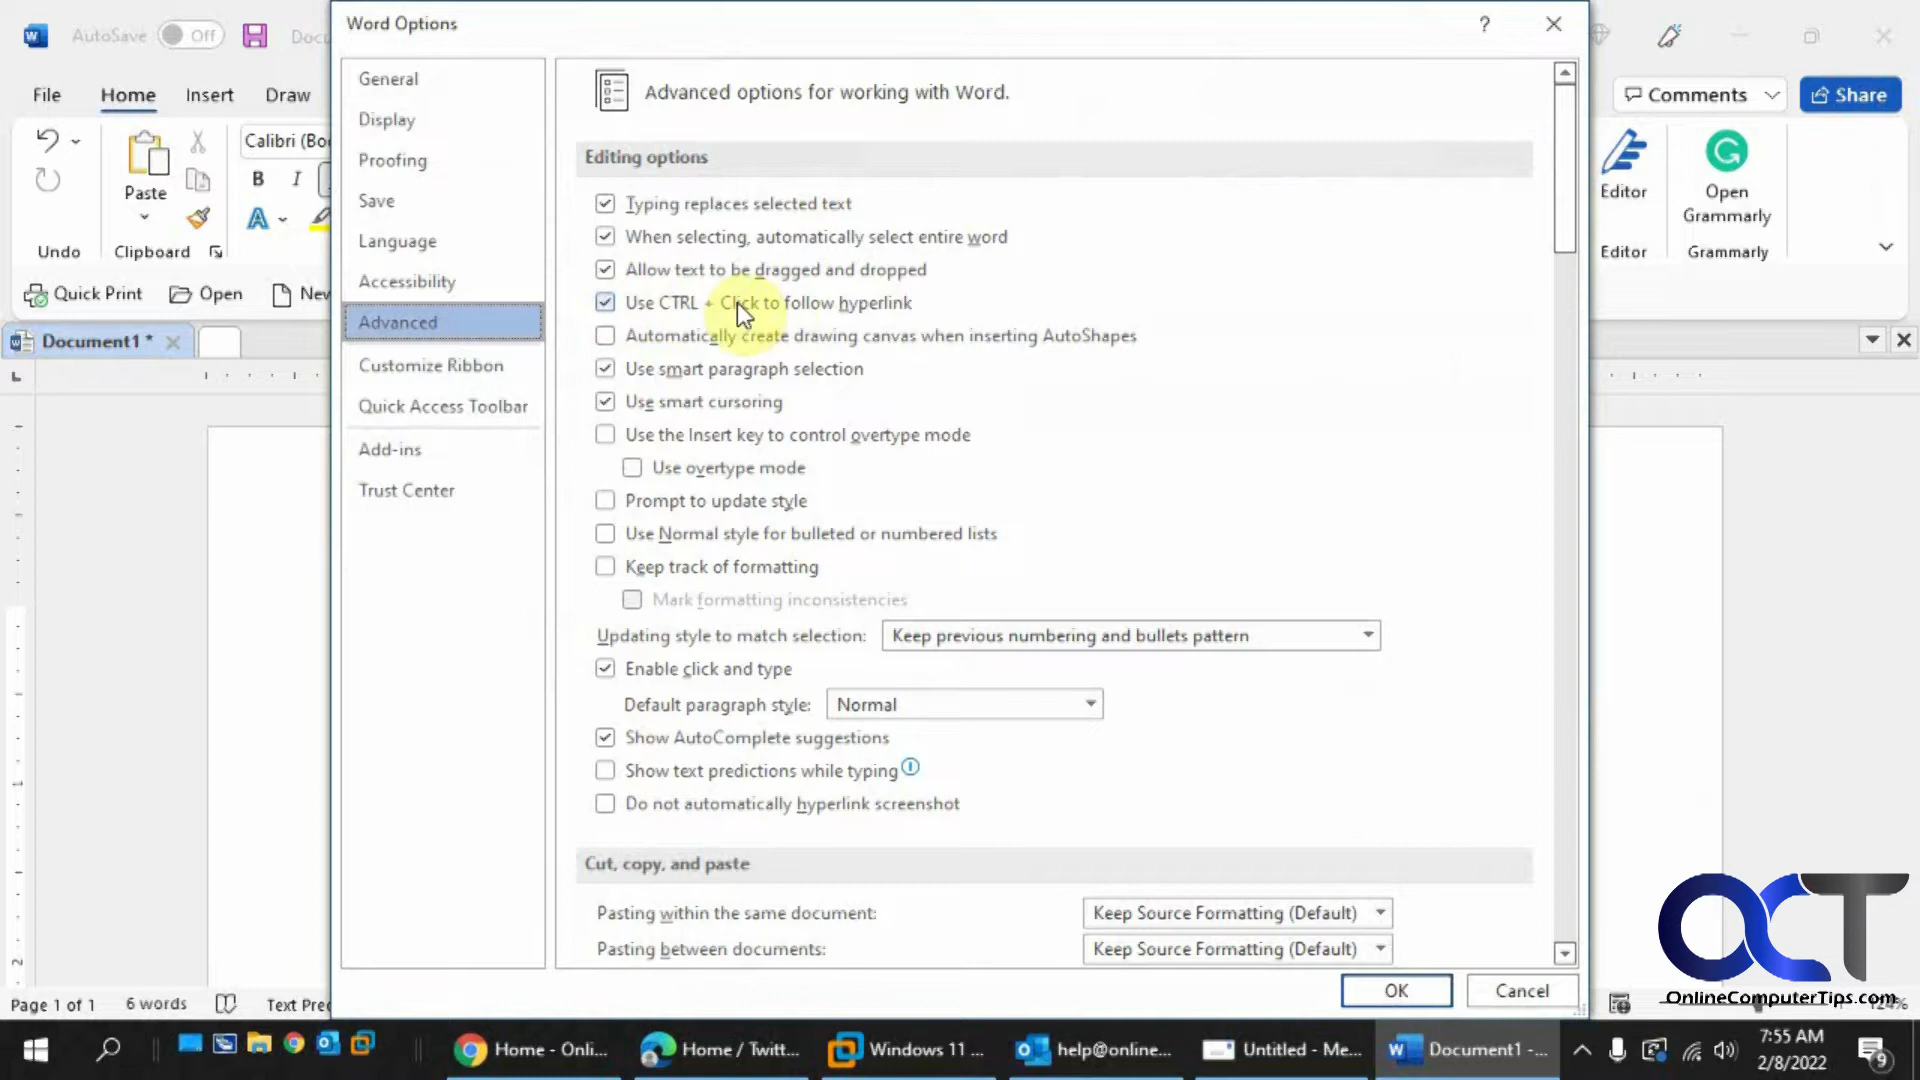 Word Options
?
AutoSave Off Docu
File Home Insert Draw
Comments Share
Calibri (Boo
Paste
B I
A
Undo Clipboard
Editor Open Grammarly
Editor Grammarly
Quick Print Open New
Document1 *
General
Display
Proofing
Save
Language
Accessibility
Advanced
Customize Ribbon
Quick Access Toolbar
Add-ins
Trust Center
Advanced options for working with Word.
Editing options
Typing replaces selected text
When selecting, automatically select entire word
Allow text to be dragged and dropped
Use CTRL + Click to follow hyperlink
Automatically create drawing canvas when inserting AutoShapes
Use smart paragraph selection
Use smart cursoring
Use the Insert key to control overtype mode
Use overtype mode
Prompt to update style
Use Normal style for bulleted or numbered lists
Keep track of formatting
Mark formatting inconsistencies
Updating style to match selection: Keep previous numbering and bullets pattern
Enable click and type
Default paragraph style: Normal
Show AutoComplete suggestions
Show text predictions while typing
Do not automatically hyperlink screenshot
Cut, copy, and paste
Pasting within the same document: Keep Source Formatting (Default)
Pasting between documents: Keep Source Formatting (Default)
OK Cancel
OCT
OnlineComputerTips.com
Page 1 of 1 6 words Text Pre
Home - Onli... Home / Twitt... Windows 11 ... help@online... Untitled - Me... Document1 -...
7:55 AM
2/8/2022
9